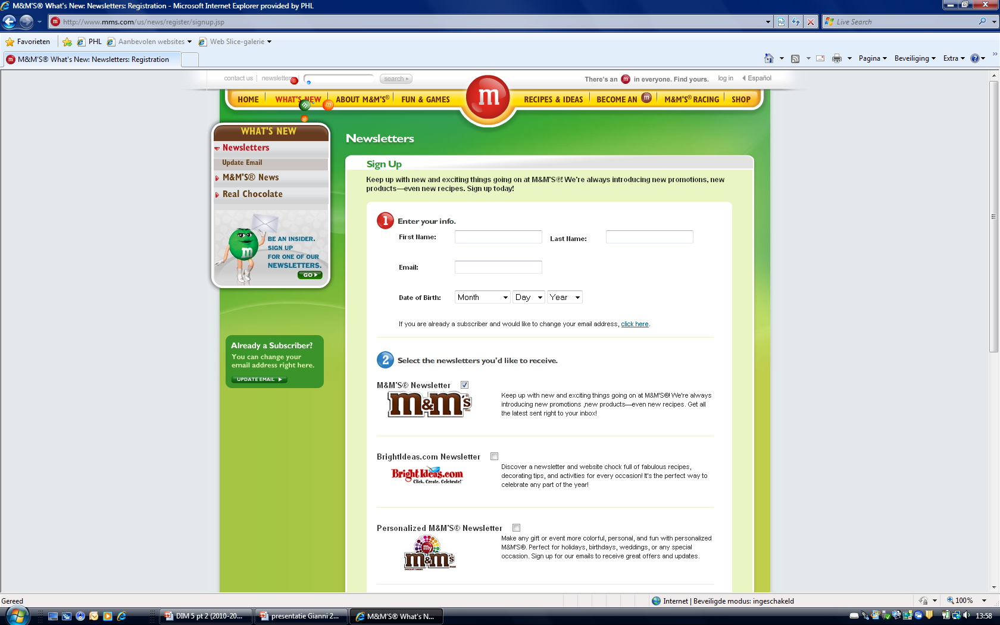 M&M'S® What's New: Newsletters: Registration - Microsoft Internet Explorer provided by PHL
http://www.mms.com/us/news/register/signup.jsp
Live Search
Favorieten
PHL
Aanbevolen websites
Web Slice-galerie
M&M'S® What's New: Newsletters: Registration
Pagina
Beveiliging
Extra
contact us
newsletters
search
There's an m in everyone. Find yours.
log in
Español
HOME
WHAT'S NEW
ABOUT M&M'S®
FUN & GAMES
m
RECIPES & IDEAS
BECOME AN m
M&M'S® RACING
SHOP
WHAT'S NEW
Newsletters
Update Email
M&M'S® News
Real Chocolate
m
BE AN INSIDER.
SIGN UP
FOR ONE OF OUR
NEWSLETTERS.
GO
Already a Subscriber?
You can change your
email address right here.
UPDATE EMAIL
Newsletters
Sign Up
Keep up with new and exciting things going on at M&M'S®! We're always introducing new promotions, new
products—even new recipes. Sign up today!
1 Enter your info.
First Name:
Last Name:
Email:
Date of Birth:
Month
Day
Year
If you are already a subscriber and would like to change your email address, click here.
2 Select the newsletters you'd like to receive.
M&M'S® Newsletter
m&m's
Keep up with new and exciting things going on at M&M'S®! We're always
introducing new promotions ,new products—even new recipes. Get all
the latest sent right to your inbox!
BrightIdeas.com Newsletter
BrightIdeas.com
Click. Create. Celebrate!
Discover a newsletter and website chock full of fabulous recipes,
decorating tips, and activities for every occasion! It's the perfect way to
celebrate any part of the year!
Personalized M&M'S® Newsletter
My
m&m's
Make any gift or event more colorful, personal, and fun with personalized
M&M'S®. Perfect for holidays, birthdays, weddings, or any special
occasion. Sign up for our emails to receive great offers and updates.
Gereed
Internet | Beveiligde modus: ingeschakeld
100%
DIM 5 pt 2 (2010-20...
presentatie Gianni 2...
M&M'S® What's N...
13:58